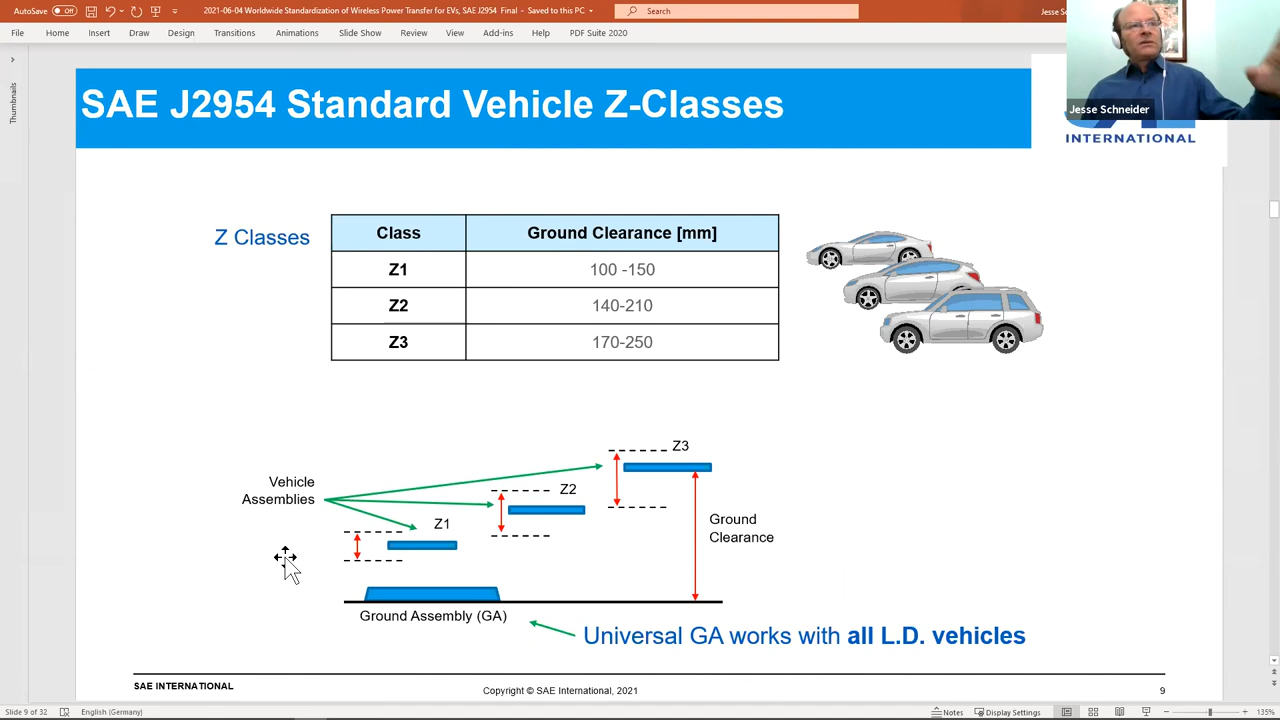 AutoSave Off 2021-06-04 Worldwide Standardization of Wireless Power Transfer for EVs, SAE J2954 Final - Saved to this PC Search Jesse Sc
File Home Insert Draw Design Transitions Animations Slide Show Review View Add-ins Help PDF Suite 2020
Jesse Schneider
Thumbnails
SAE J2954 Standard Vehicle Z-Classes
INTERNATIONAL
Z Classes
Class Ground Clearance [mm]
Z1 100 -150
Z2 140-210
Z3 170-250
Z3
Vehicle
Assemblies
Z2
Z1
Ground
Clearance
Ground Assembly (GA)
Universal GA works with all L.D. vehicles
SAE INTERNATIONAL
Copyright © SAE International, 2021
9
Slide 9 of 32 English (Germany) Notes Display Settings 135%